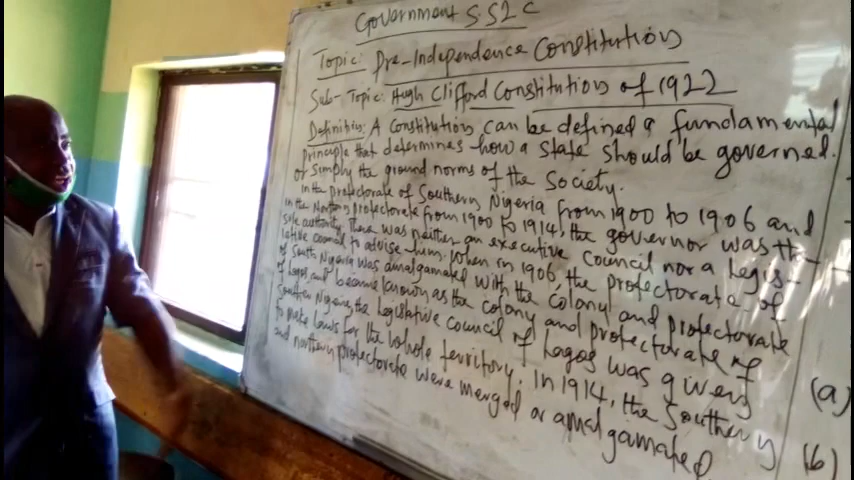 Government S.S2 C
Topic: Pre-Independence Constitution
Sub-Topic: Hugh Clifford Constitution of 1922
Definition: A Constitution can be defined a fundamental
principle that determines how a state should be governed.
or simply the ground norms of the Society.
In the protectorate of Southern Nigeria from 1900 to 1906 and
in the Northern protectorate from 1900 to 1914, the governor was the
sole authority. There was neither an executive Council nor a legis-
lative council to advise him. When in 1906, the protectorate of
of South Nigeria was amalgamated with the colony and protectorate
of Lagos and became known as the colony and protectorate of
Southern Nigeria, the Legislative Council of Lagos was given
to make laws for the whole territory. In 1914, the Southern
and northern protectorate were merged or amalgamated.
(a)
(b)